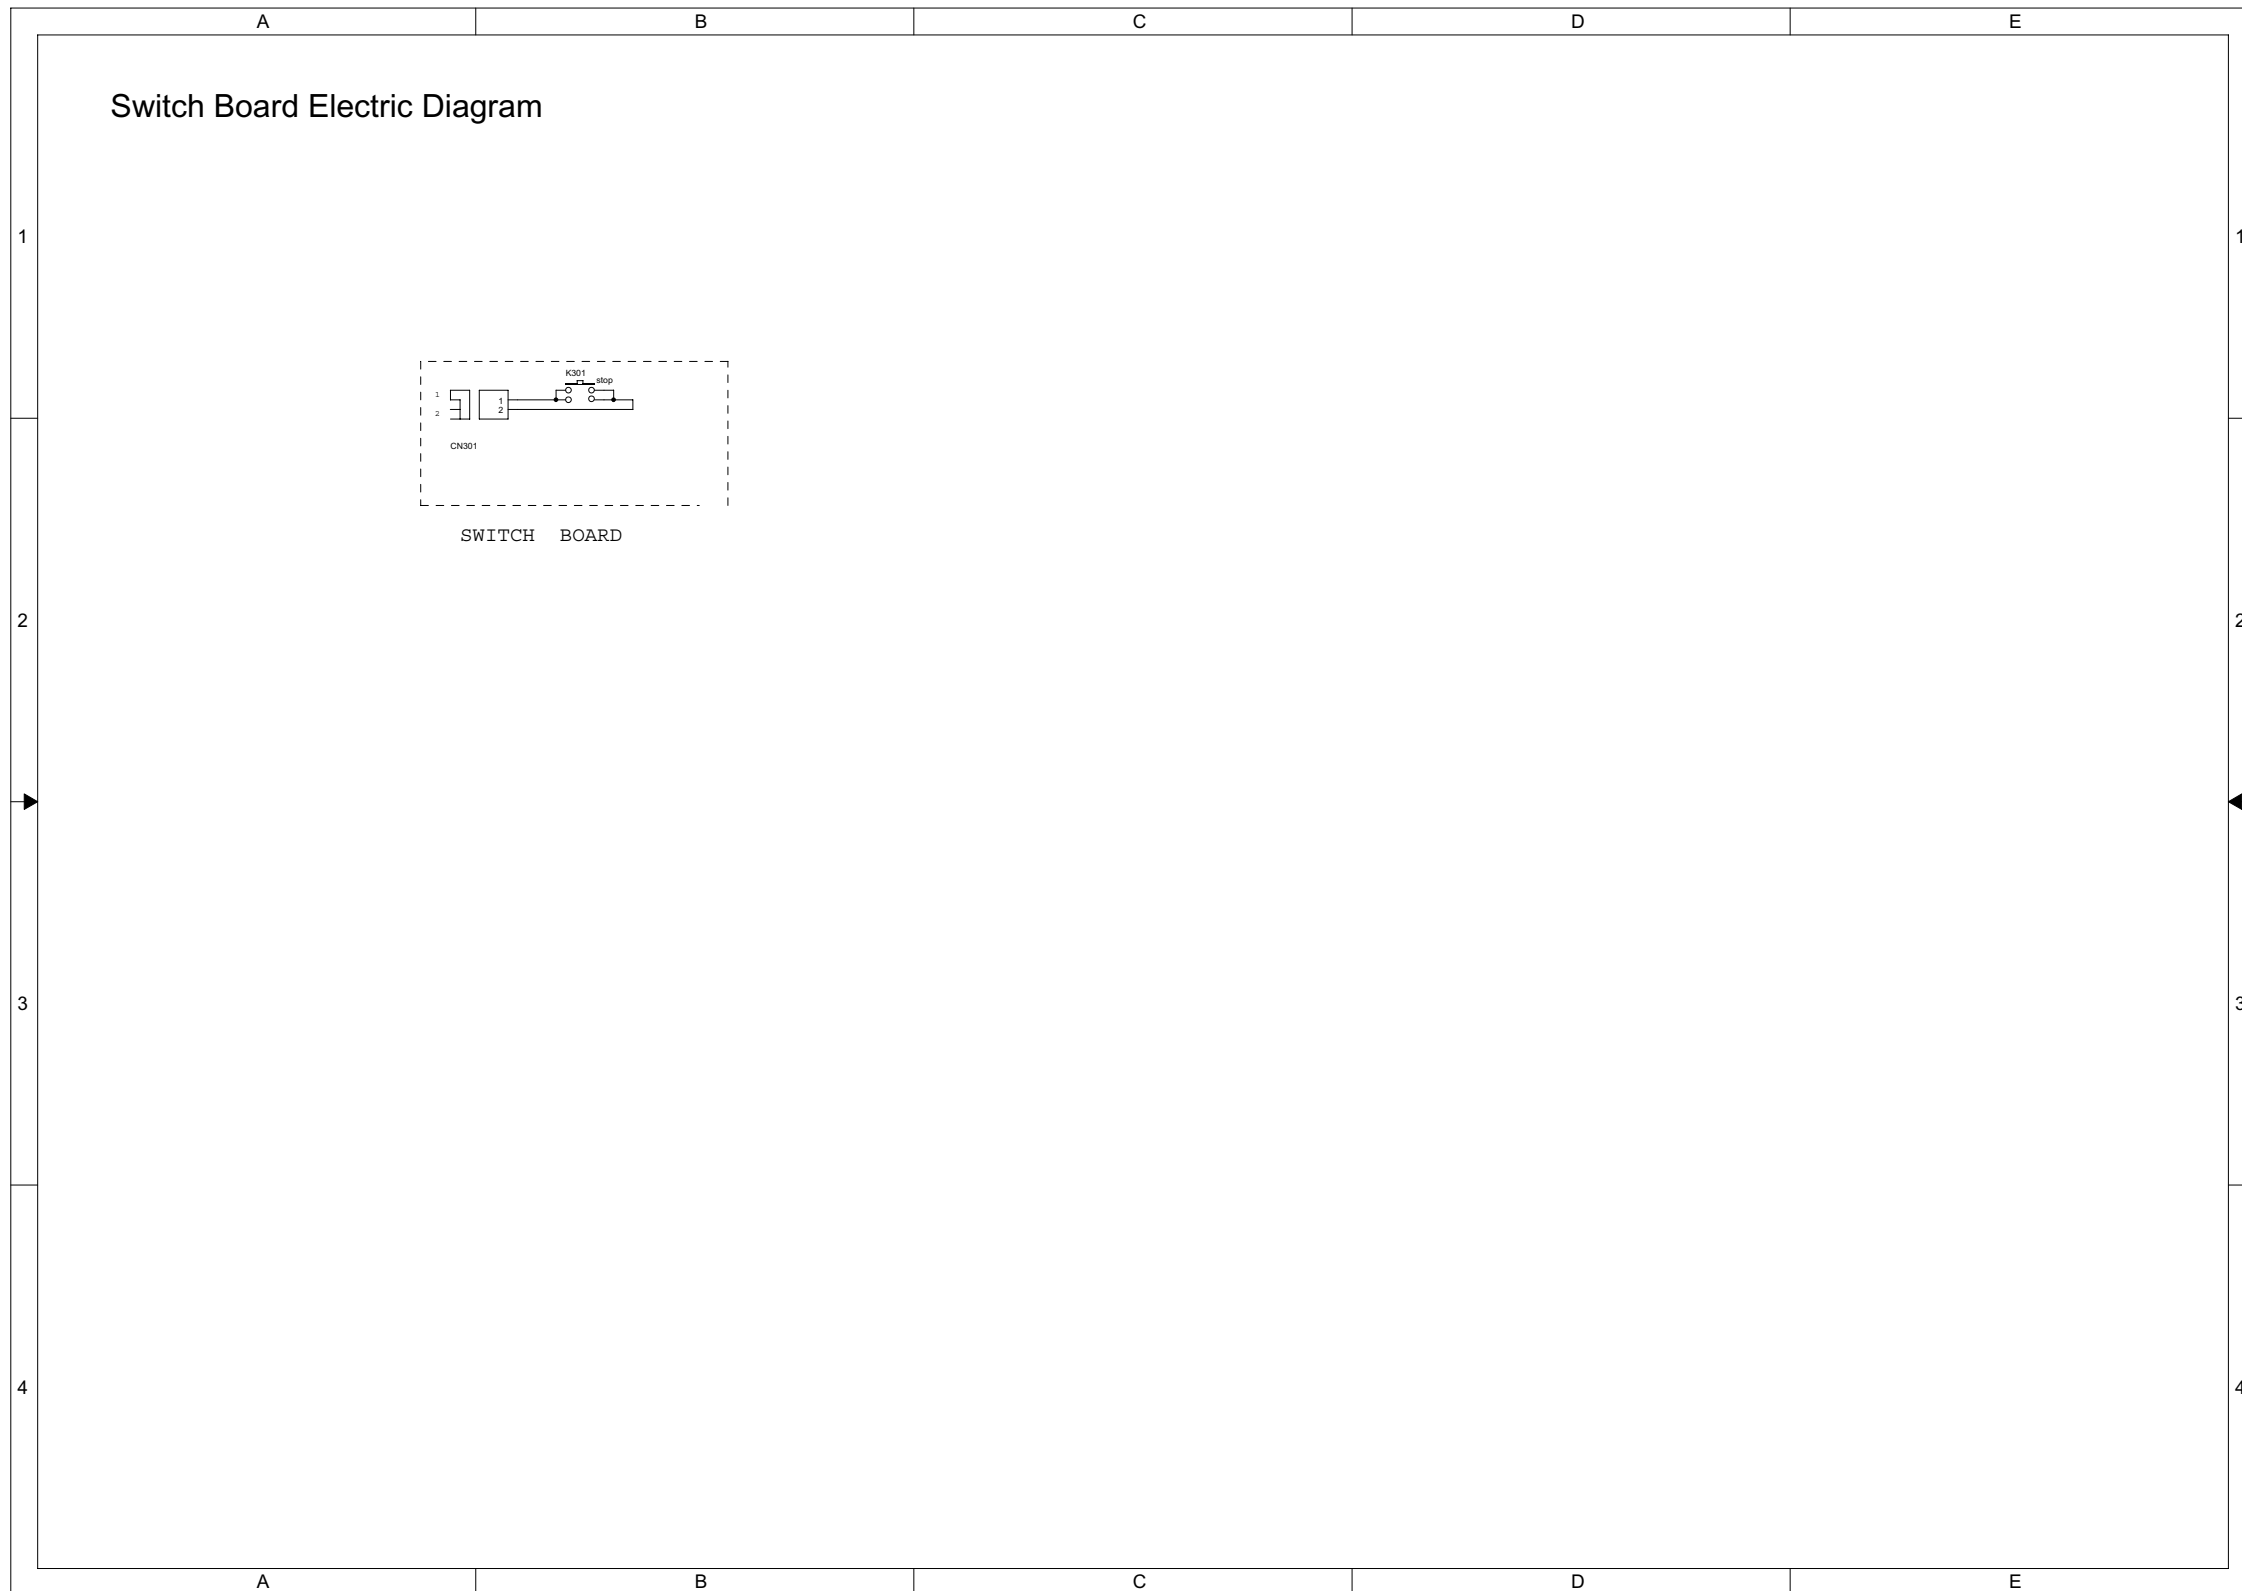 A B C D E
Switch Board Electric Diagram
1 1
K301
stop
1 1
2 2
CN301
SWITCH BOARD
2 2
3 3
4 4
A B C D E